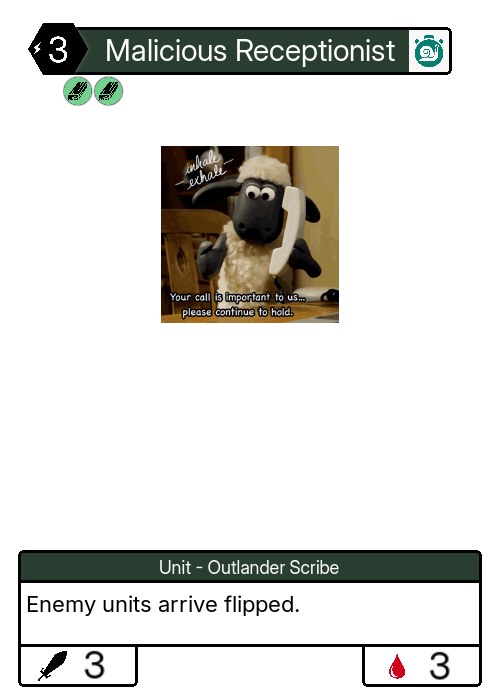 3
Malicious Receptionist
inhale
exhale
Your call is important to us...
please continue to hold.
Unit - Outlander Scribe
Enemy units arrive flipped.
3
3